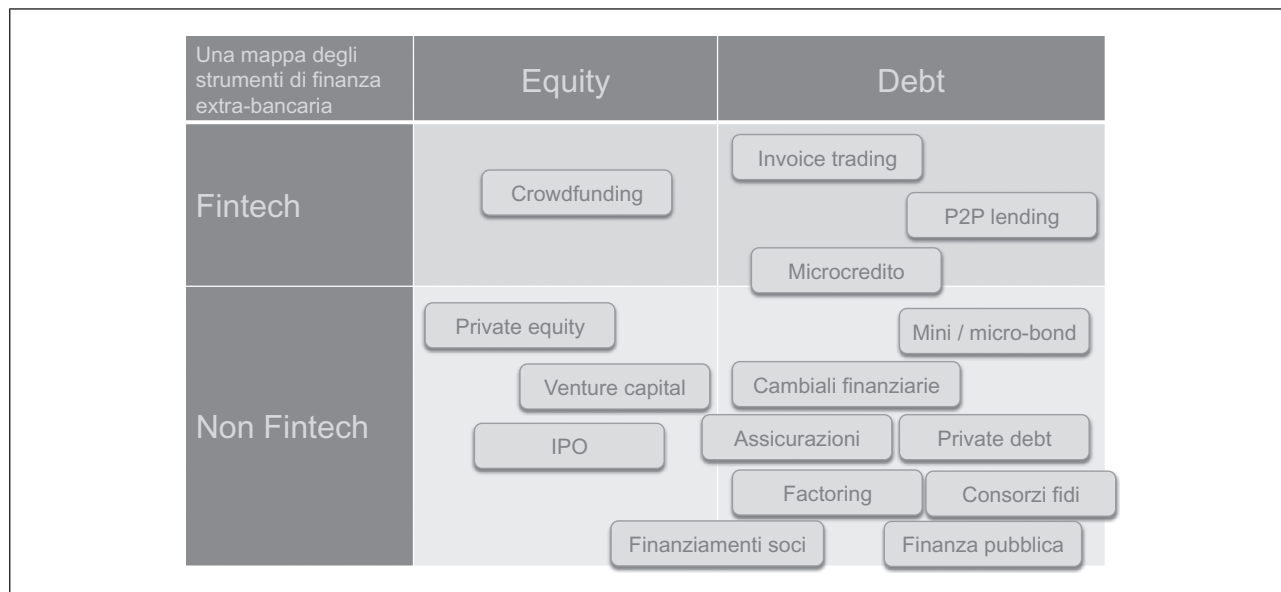 Una mappa degli
strumenti di finanza
extra-bancaria
Equity
Debt
Fintech
Crowdfunding
Invoice trading
P2P lending
Microcredito
Non Fintech
Private equity
Venture capital
IPO
Mini / micro-bond
Cambiali finanziarie
Assicurazioni
Private debt
Factoring
Consorzi fidi
Finanziamenti soci
Finanza pubblica